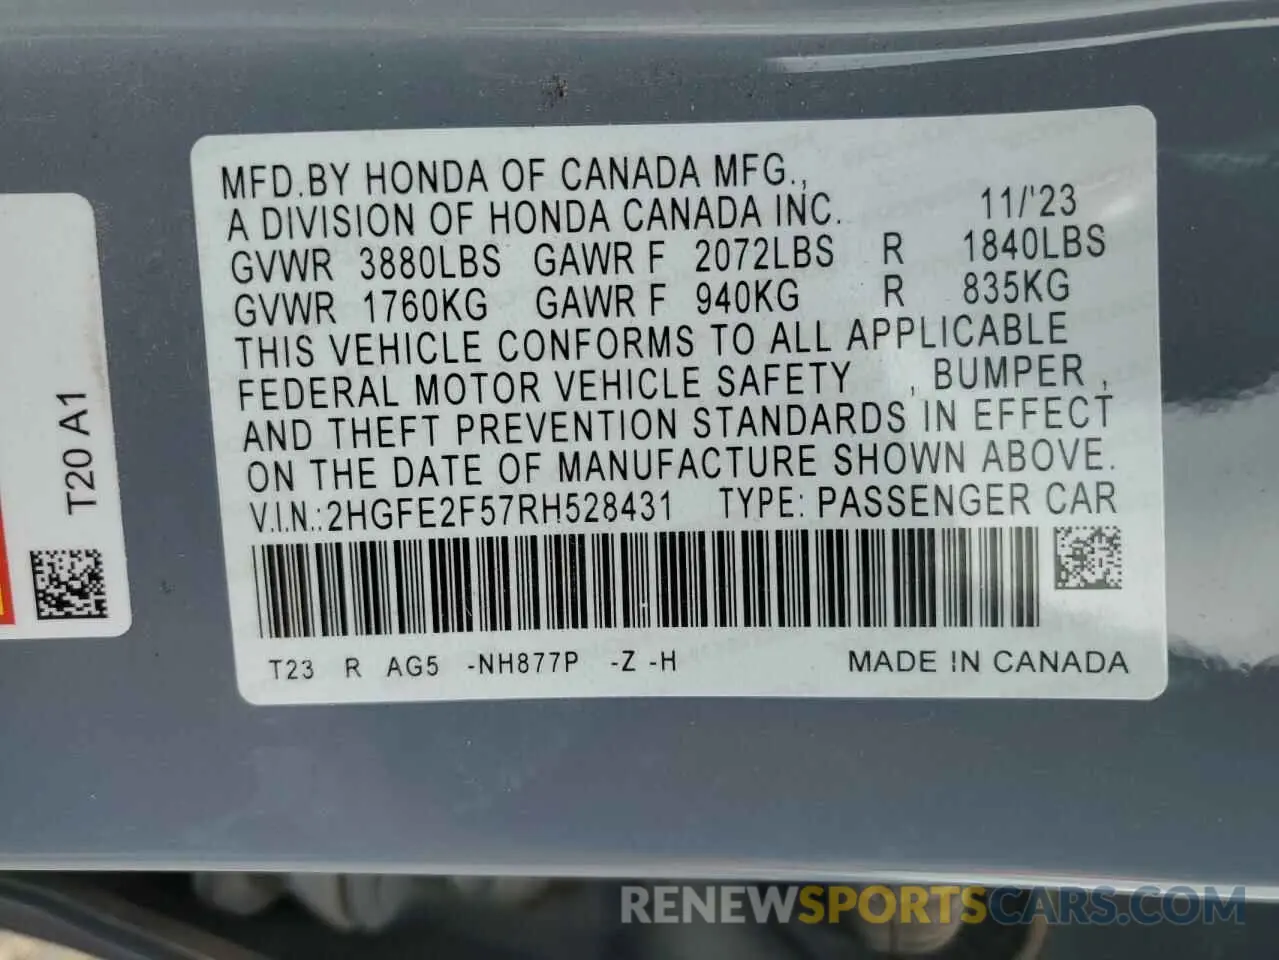 MFD.BY HONDA OF CANADA MFG.,
A DIVISION OF HONDA CANADA INC. 11/'23
GVWR 3880LBS GAWR F 2072LBS R 1840LBS
GVWR 1760KG GAWR F 940KG R 835KG
THIS VEHICLE CONFORMS TO ALL APPLICABLE
FEDERAL MOTOR VEHICLE SAFETY , BUMPER ,
AND THEFT PREVENTION STANDARDS IN EFFECT
ON THE DATE OF MANUFACTURE SHOWN ABOVE.
V.I.N.:2HGFE2F57RH528431 TYPE: PASSENGER CAR
T23 R AG5 -NH877P -Z -H MADE IN CANADA
T20 A1
RENEWSPORTSCARS.COM